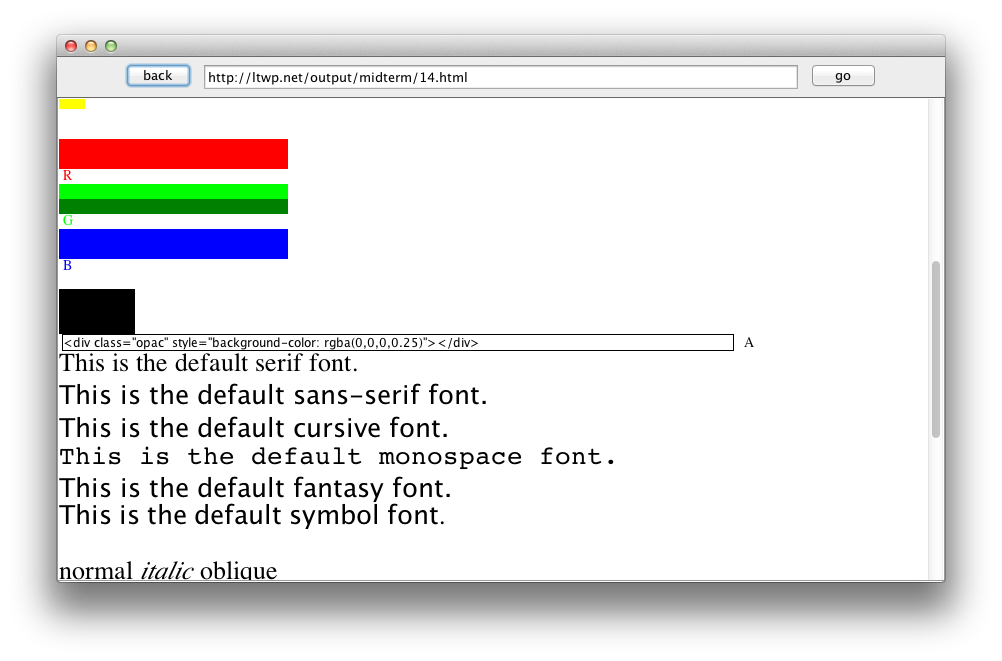 back http://ltwp.net/output/midterm/14.html go
R
G
B
<div class="opac" style="background-color: rgba(0,0,0,0.25)"></div> A
This is the default serif font.
This is the default sans-serif font.
This is the default cursive font.
This is the default monospace font.
This is the default fantasy font.
This is the default symbol font.
normal italic oblique